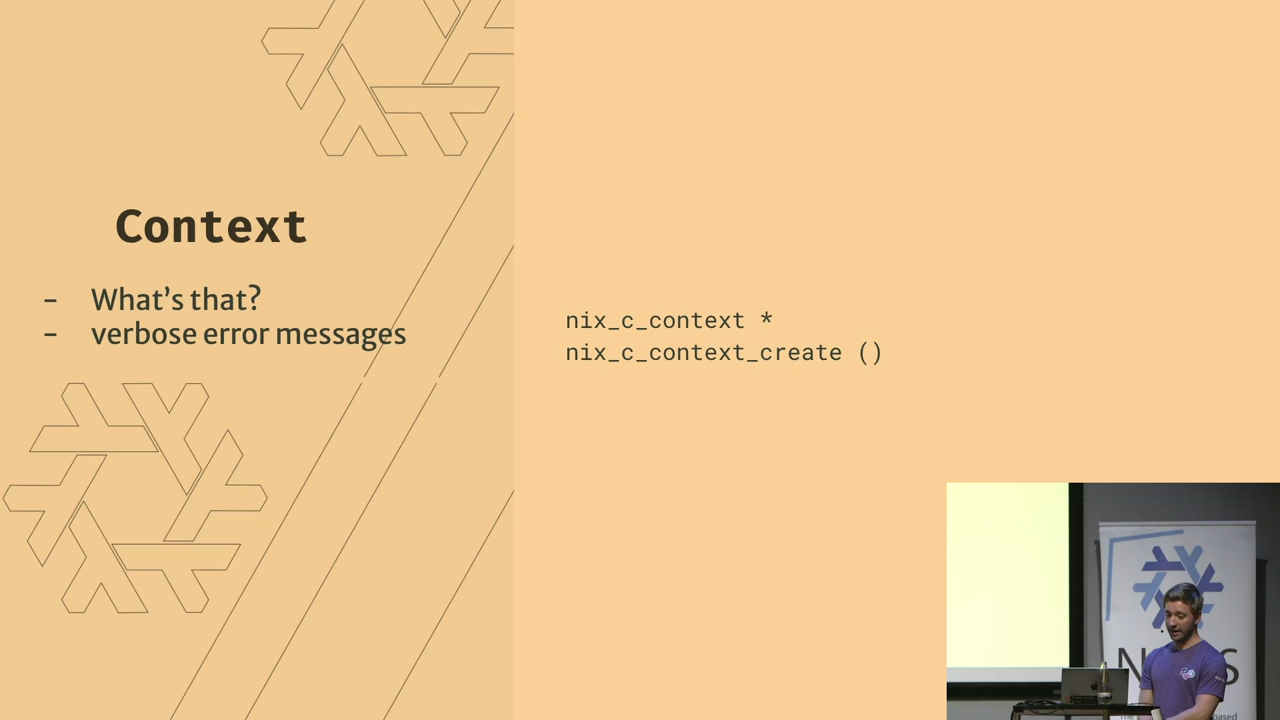 Context
- What's that?
- verbose error messages
nix_c_context *
nix_c_context_create ()